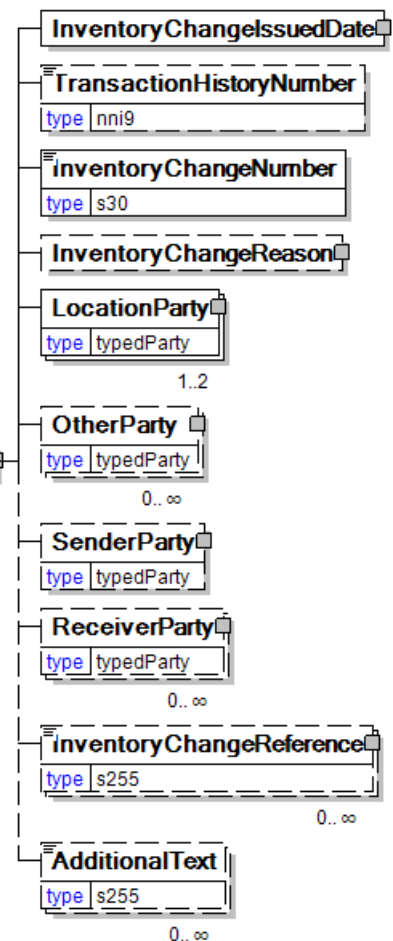 InventoryChangeIssuedDate
TransactionHistoryNumber
type nni9
InventoryChangeNumber
type s30
InventoryChangeReason
LocationParty
type typedParty
1..2
OtherParty
type typedParty
0.. ∞
SenderParty
type typedParty
ReceiverParty
type typedParty
0.. ∞
InventoryChangeReference
type s255
0.. ∞
AdditionalText
type s255
0.. ∞